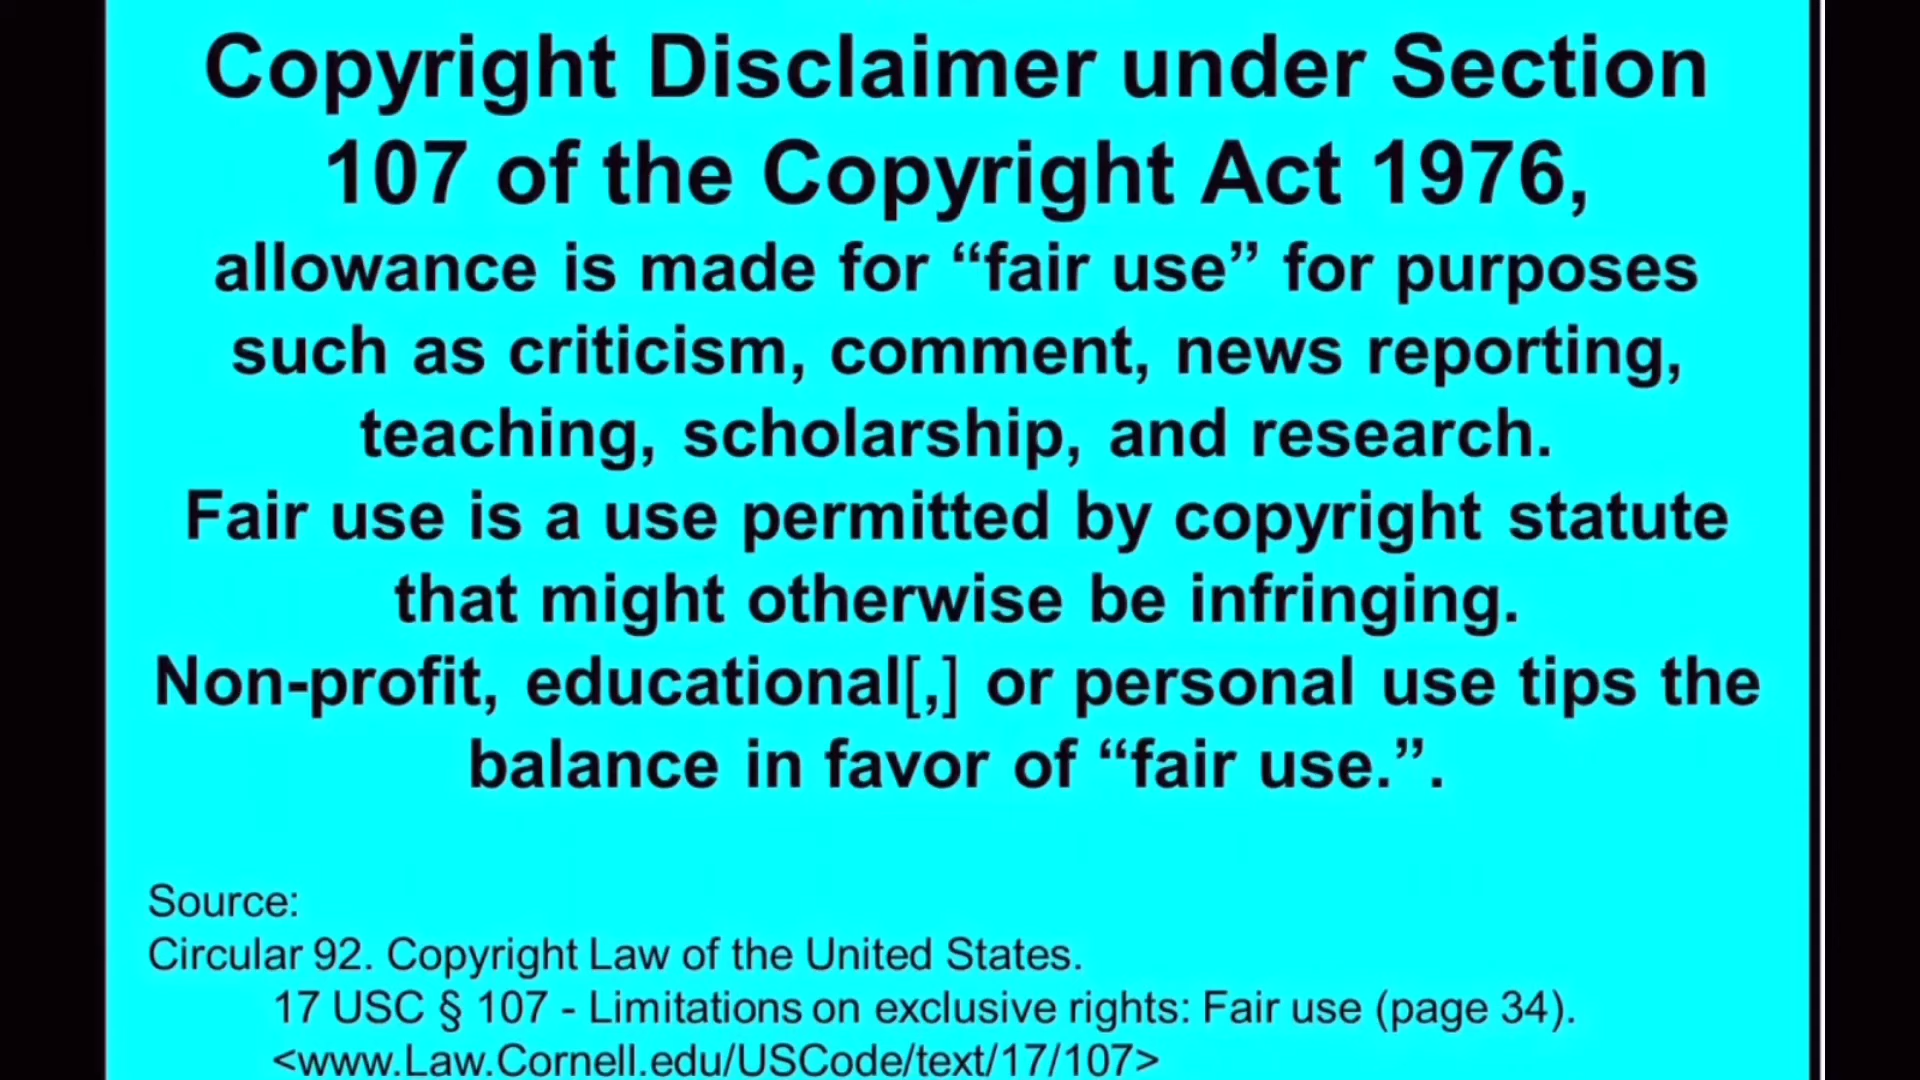 Copyright Disclaimer under Section
107 of the Copyright Act 1976,
allowance is made for “fair use” for purposes
such as criticism, comment, news reporting,
teaching, scholarship, and research.
Fair use is a use permitted by copyright statute
that might otherwise be infringing.
Non-profit, educational[,] or personal use tips the
balance in favor of “fair use.”.
Source:
Circular 92. Copyright Law of the United States.
17 USC § 107 - Limitations on exclusive rights: Fair use (page 34).
<www.Law.Cornell.edu/USCode/text/17/107>